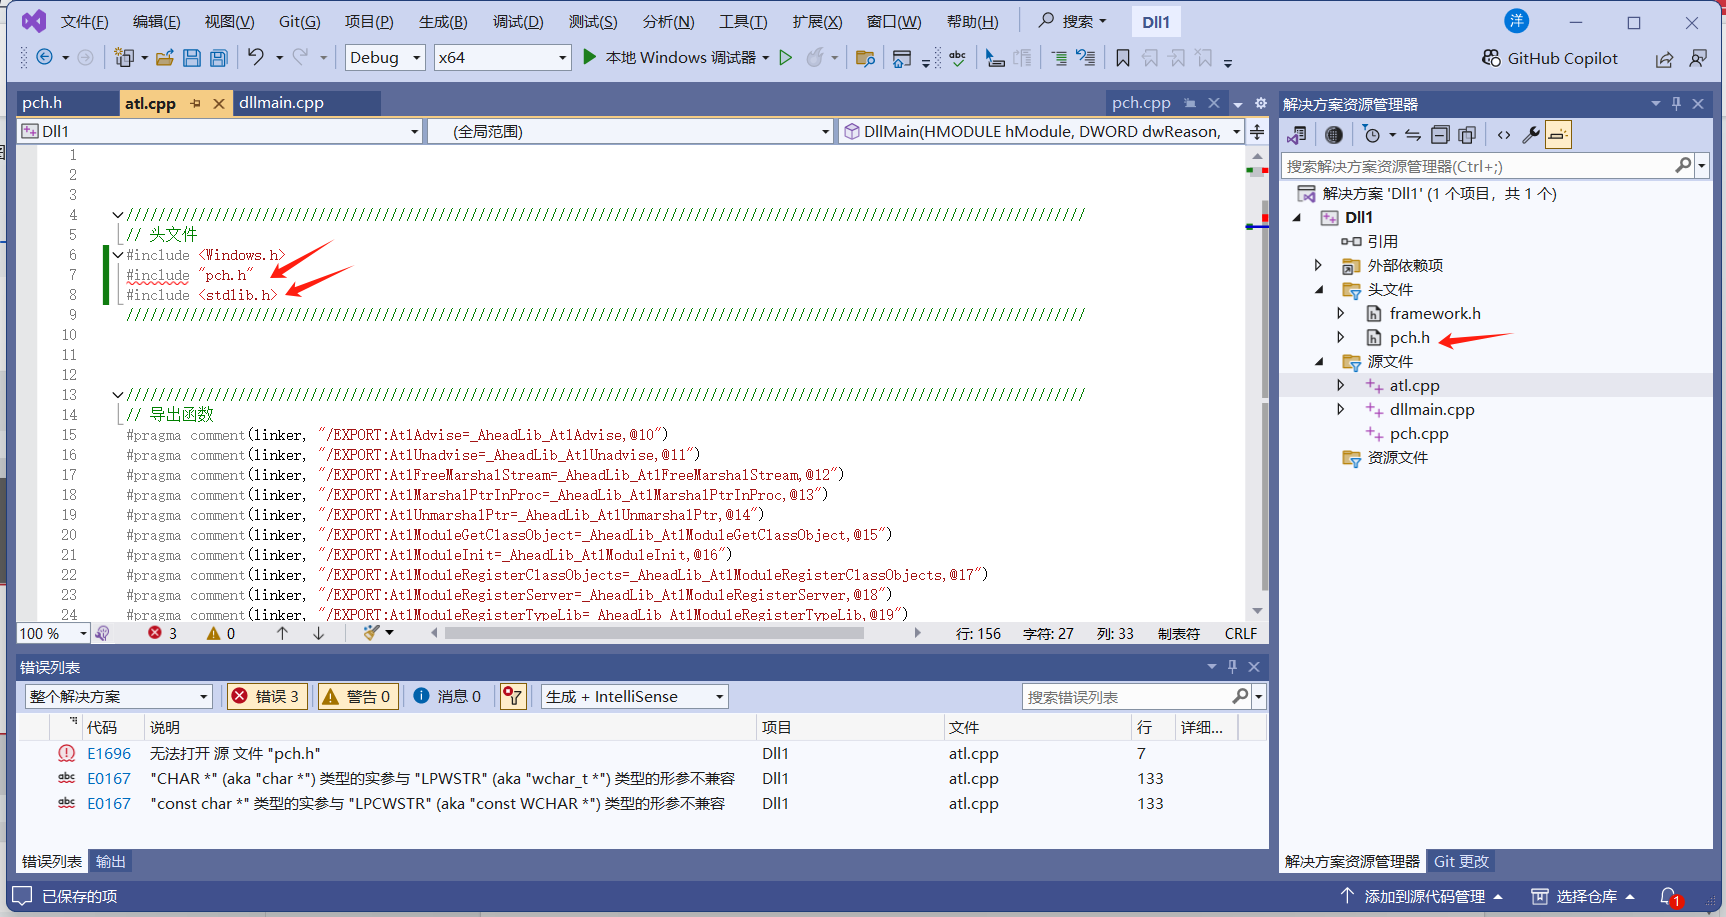 文件(F) 编辑(E) 视图(V) Git(G) 项目(P) 生成(B) 调试(D) 测试(S) 分析(N) 工具(T) 扩展(X) 窗口(W) 帮助(H) 搜索 Dll1 洋
Debug x64 本地 Windows 调试器 GitHub Copilot
pch.h atl.cpp dllmain.cpp pch.cpp
Dll1 (全局范围) DllMain(HMODULE hModule, DWORD dwReason,
1
2
3
4 ////////////////////////////////////////////////////////////////////////////////////////////////////////////////////////
5 // 头文件
6 #include <Windows.h>
7 #include "pch.h"
8 #include <stdlib.h>
9 ////////////////////////////////////////////////////////////////////////////////////////////////////////////////////////
10
11
12
13 ////////////////////////////////////////////////////////////////////////////////////////////////////////////////////////
14 // 导出函数
15 #pragma comment(linker, "/EXPORT:AtlAdvise=_AheadLib_AtlAdvise,@10")
16 #pragma comment(linker, "/EXPORT:AtlUnadvise=_AheadLib_AtlUnadvise,@11")
17 #pragma comment(linker, "/EXPORT:AtlFreeMarshalStream=_AheadLib_AtlFreeMarshalStream,@12")
18 #pragma comment(linker, "/EXPORT:AtlMarshalPtrInProc=_AheadLib_AtlMarshalPtrInProc,@13")
19 #pragma comment(linker, "/EXPORT:AtlUnmarshalPtr=_AheadLib_AtlUnmarshalPtr,@14")
20 #pragma comment(linker, "/EXPORT:AtlModuleGetClassObject=_AheadLib_AtlModuleGetClassObject,@15")
21 #pragma comment(linker, "/EXPORT:AtlModuleInit=_AheadLib_AtlModuleInit,@16")
22 #pragma comment(linker, "/EXPORT:AtlModuleRegisterClassObjects=_AheadLib_AtlModuleRegisterClassObjects,@17")
23 #pragma comment(linker, "/EXPORT:AtlModuleRegisterServer=_AheadLib_AtlModuleRegisterServer,@18")
24 #pragma comment(linker, "/EXPORT:AtlModuleRegisterTypeLib=_AheadLib_AtlModuleRegisterTypeLib,@19")
100 % 3 0 行: 156 字符: 27 列: 33 制表符 CRLF
错误列表
整个解决方案 错误 3 警告 0 消息 0 生成 + IntelliSense 搜索错误列表
代码 说明 项目 文件 行 详细...
E1696 无法打开 源 文件 "pch.h" Dll1 atl.cpp 7
abc E0167 "CHAR *" (aka "char *") 类型的实参与 "LPWSTR" (aka "wchar_t *") 类型的形参不兼容 Dll1 atl.cpp 133
abc E0167 "const char *" 类型的实参与 "LPCWSTR" (aka "const WCHAR *") 类型的形参不兼容 Dll1 atl.cpp 133
错误列表 输出
解决方案资源管理器
搜索解决方案资源管理器(Ctrl+;)
解决方案 'Dll1' (1 个项目，共 1 个)
Dll1
引用
外部依赖项
头文件
framework.h
pch.h
源文件
atl.cpp
dllmain.cpp
pch.cpp
资源文件
解决方案资源管理器 Git 更改
已保存的项 添加到源代码管理 选择仓库 1